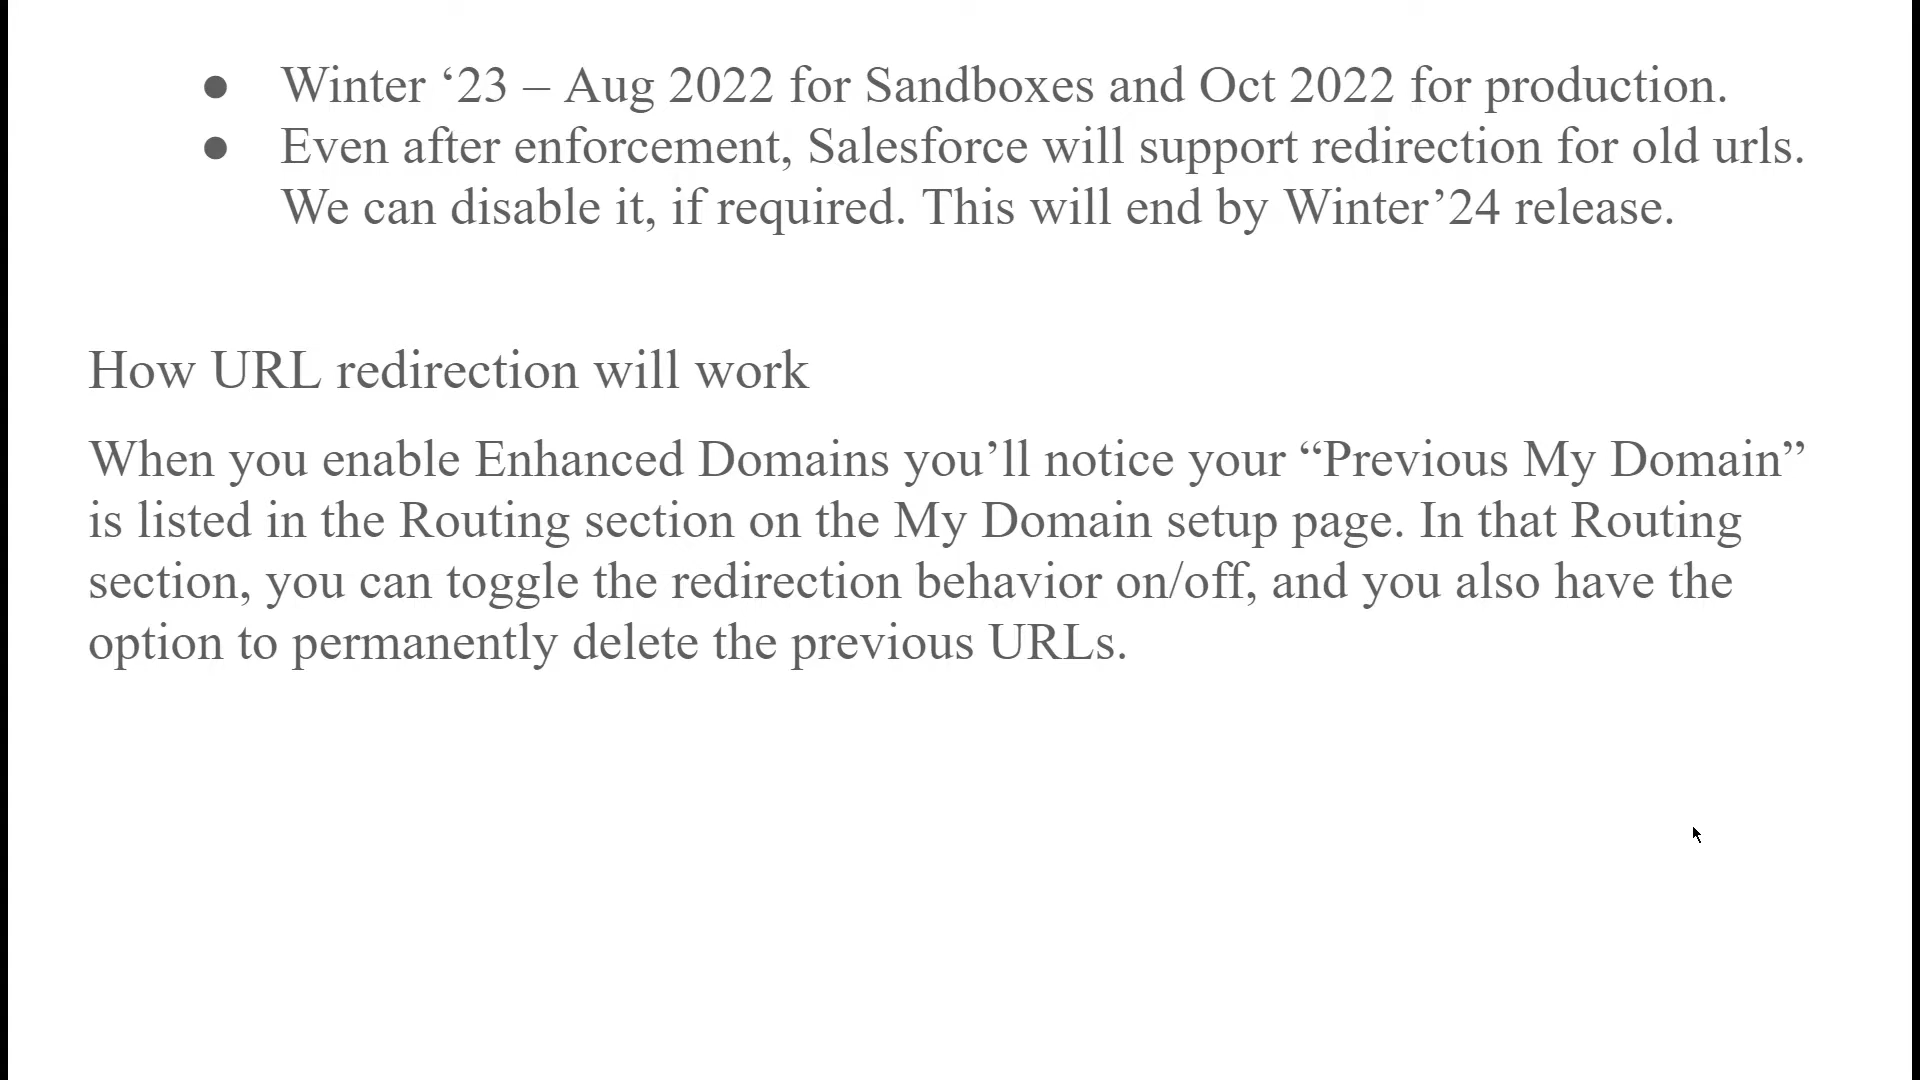 ● Winter ‘23 – Aug 2022 for Sandboxes and Oct 2022 for production.
● Even after enforcement, Salesforce will support redirection for old urls.
We can disable it, if required. This will end by Winter’24 release.
How URL redirection will work
When you enable Enhanced Domains you’ll notice your “Previous My Domain”
is listed in the Routing section on the My Domain setup page. In that Routing
section, you can toggle the redirection behavior on/off, and you also have the
option to permanently delete the previous URLs.